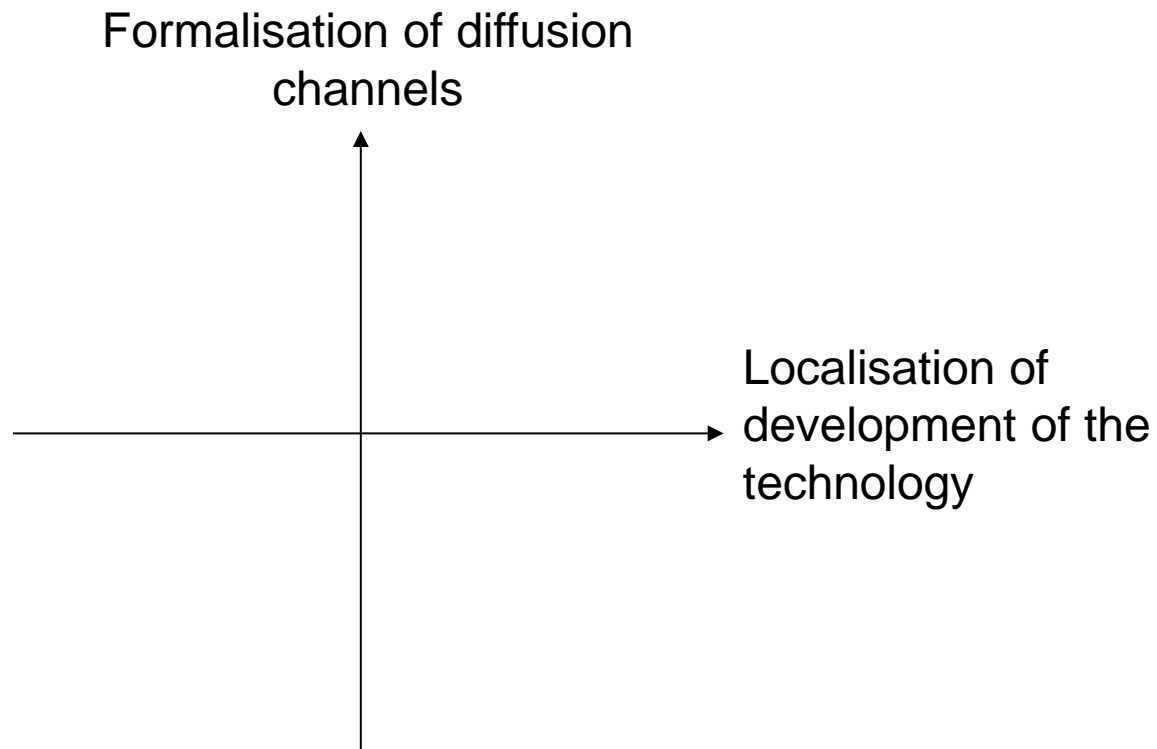 Formalisation of diffusion
channels
Localisation of
development of the
technology